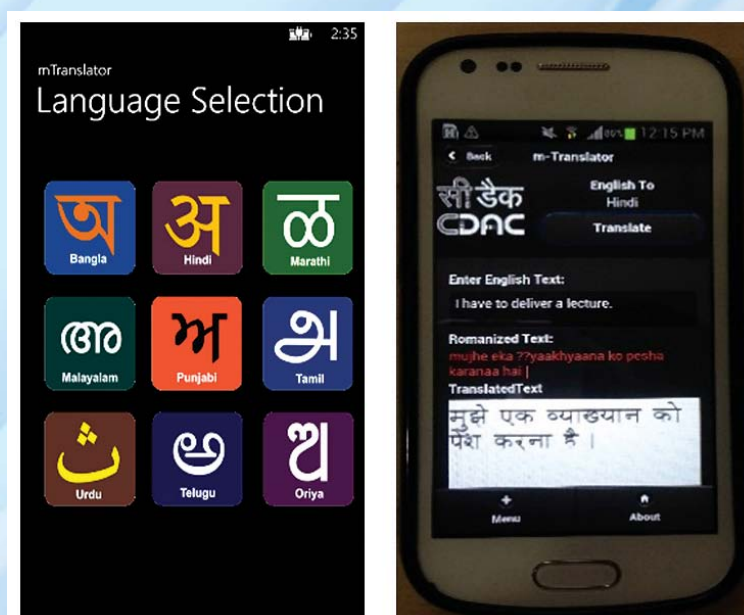 2:35
mTranslator
Language Selection
অ
Bangla
अ
Hindi
ळ
Marathi
അ
Malayalam
ਅ
Punjabi
அ
Tamil
ث
Urdu
అ
Telugu
ଅ
Oriya
12:15 PM
Back m-Translator
सी डैक
CDAC
English To
Hindi
Translate
Enter English Text:
I have to deliver a lecture.
Romanized Text:
mujhe eka ??yaakhyaana ko pesha
karanaa hai |
TranslatedText
मुझे एक व्याख्यान को
पेश करना है ।
Menu About